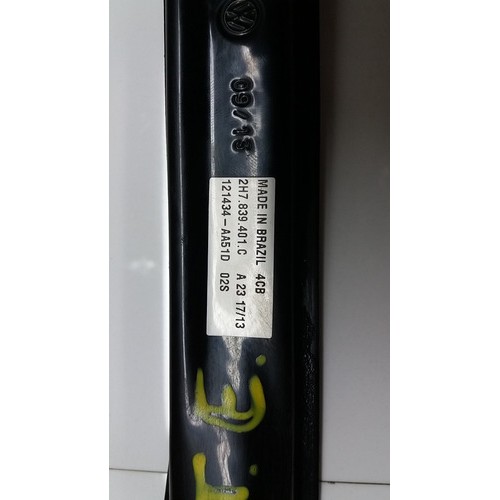 09/13
MADE IN BRAZIL 4CB
2H7.839.401.C A 23 17/13
121434-AA51D 02S
T.E.